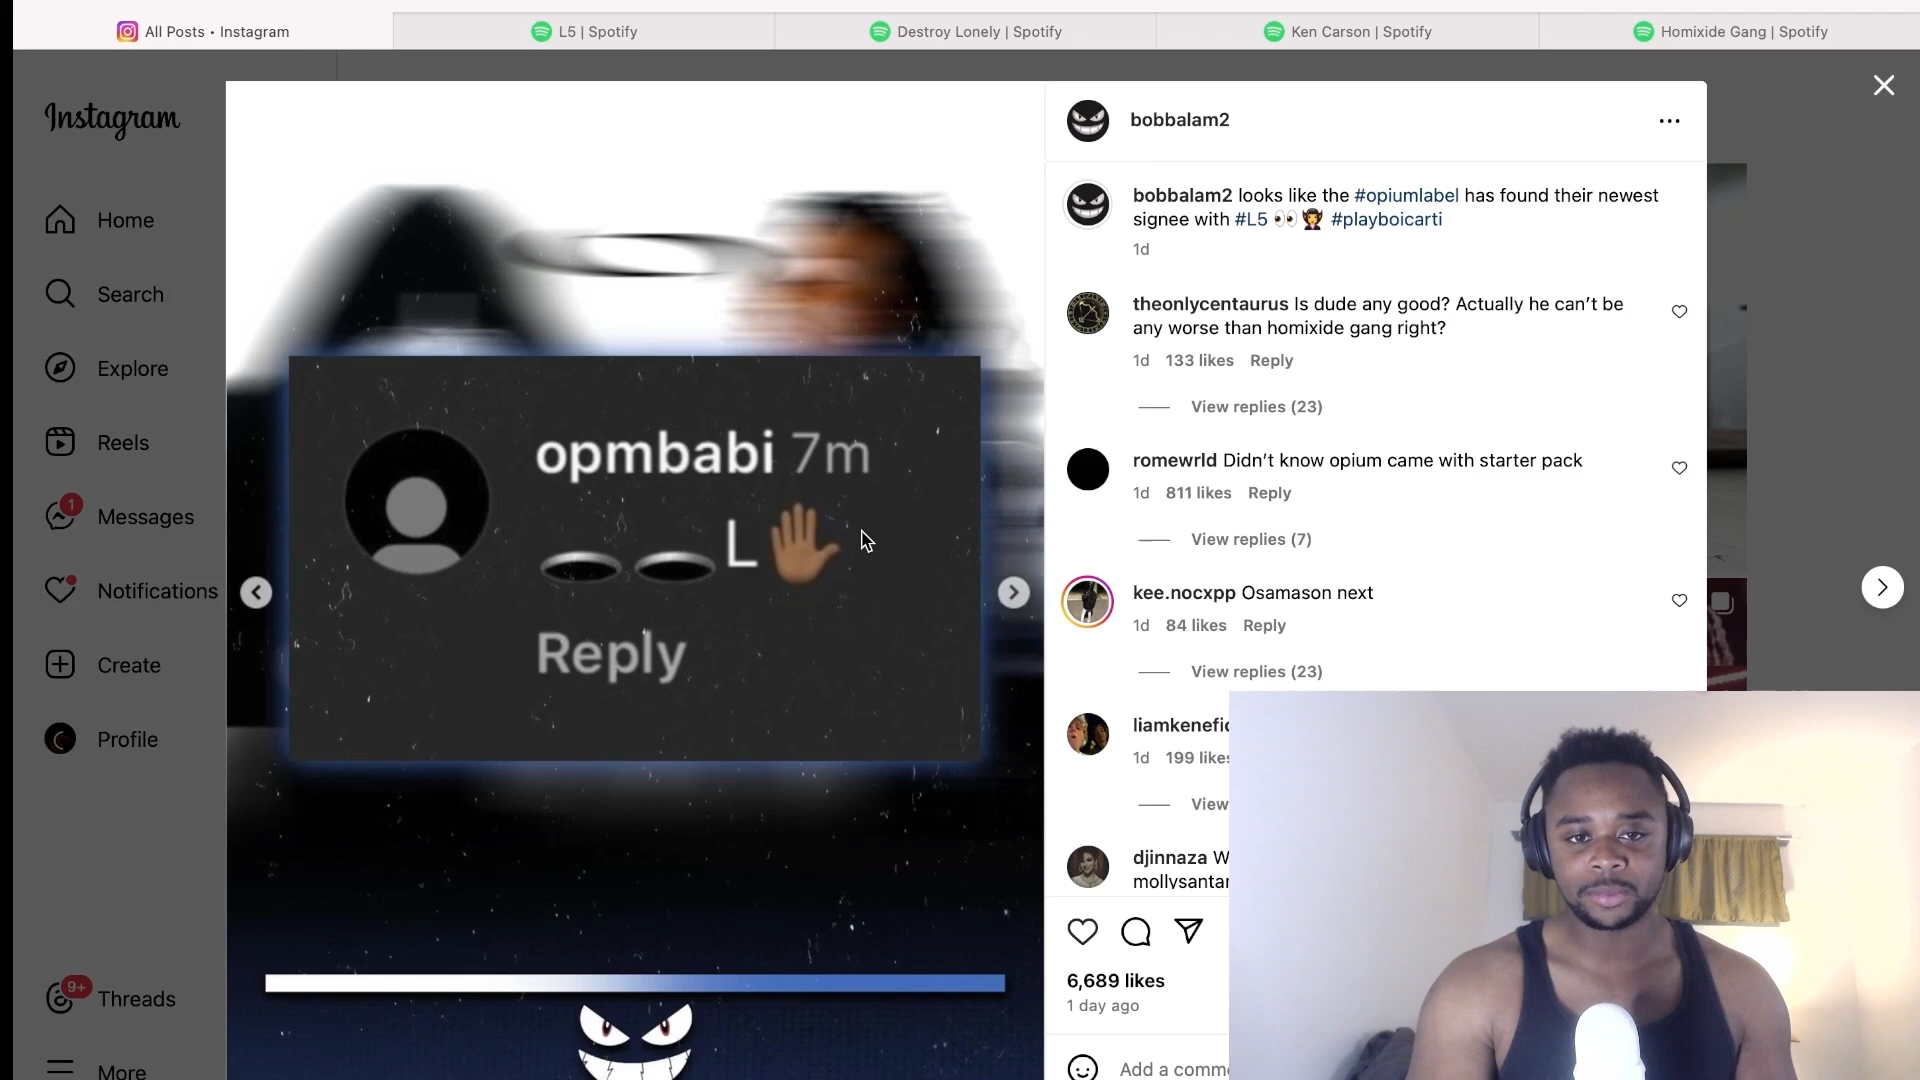 All Posts • Instagram
L5 | Spotify
Destroy Lonely | Spotify
Ken Carson | Spotify
Homixide Gang | Spotify
Instagram
Home
Search
Explore
Reels
1
Messages
Notifications
Create
Profile
9+
Threads
More
opmbabi 7m
🕳️🕳️L🖐🏾
Reply
bobbalam2
bobbalam2 looks like the #opiumlabel has found their newest
signee with #L5 👀🧛 #playboicarti
1d
theonlycentaurus Is dude any good? Actually he can’t be
any worse than homixide gang right?
1d 133 likes Reply
View replies (23)
romewrld Didn’t know opium came with starter pack
1d 811 likes Reply
View replies (7)
kee.nocxpp Osamason next
1d 84 likes Reply
View replies (23)
liamkenefic
1d 199 likes
View
djinnaza W
mollysantan
6,689 likes
1 day ago
Add a comme